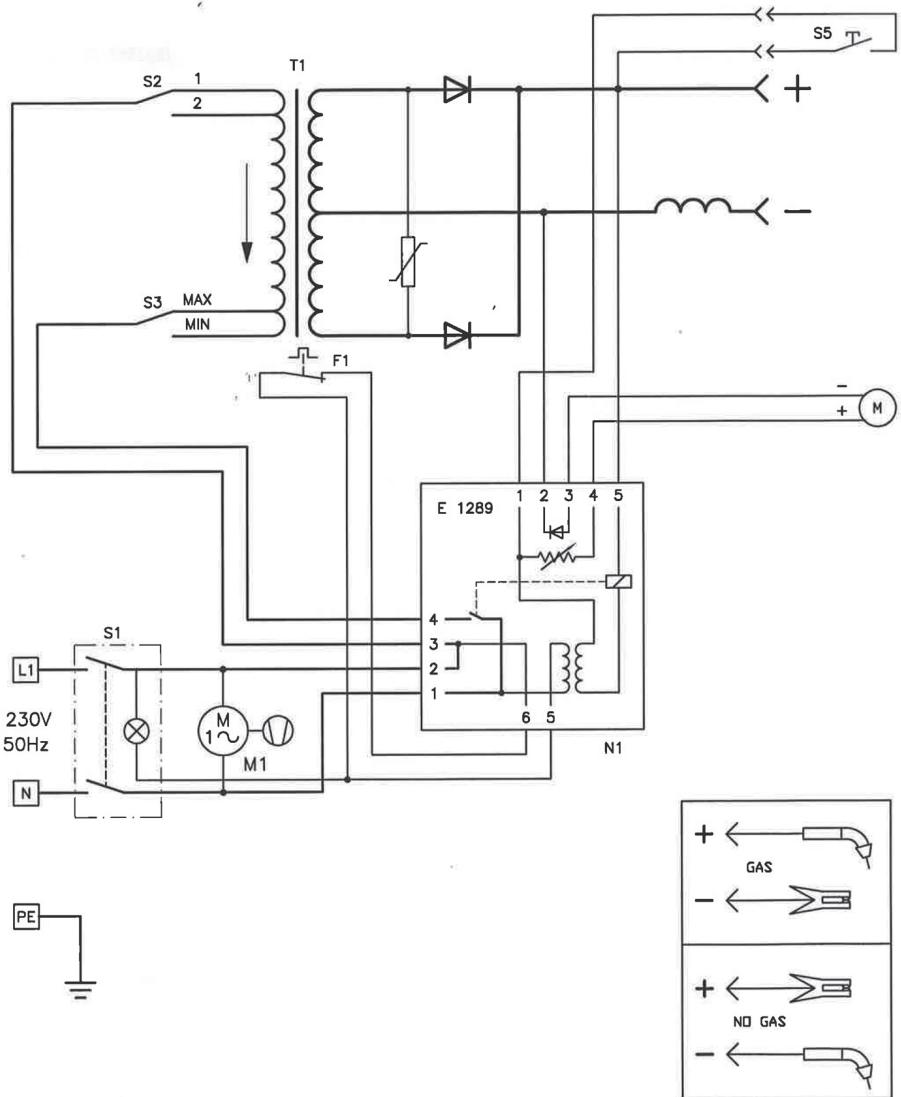 S5
T1
S2 1
2
+
−
S3 MAX
MIN
F1
−
+ M
E 1289 1 2 3 4 5
4
S1
3
L1
2
1
230V
50Hz
M
1∼
M1
6 5
N1
N
+
GAS
−
PE
+
NO GAS
−